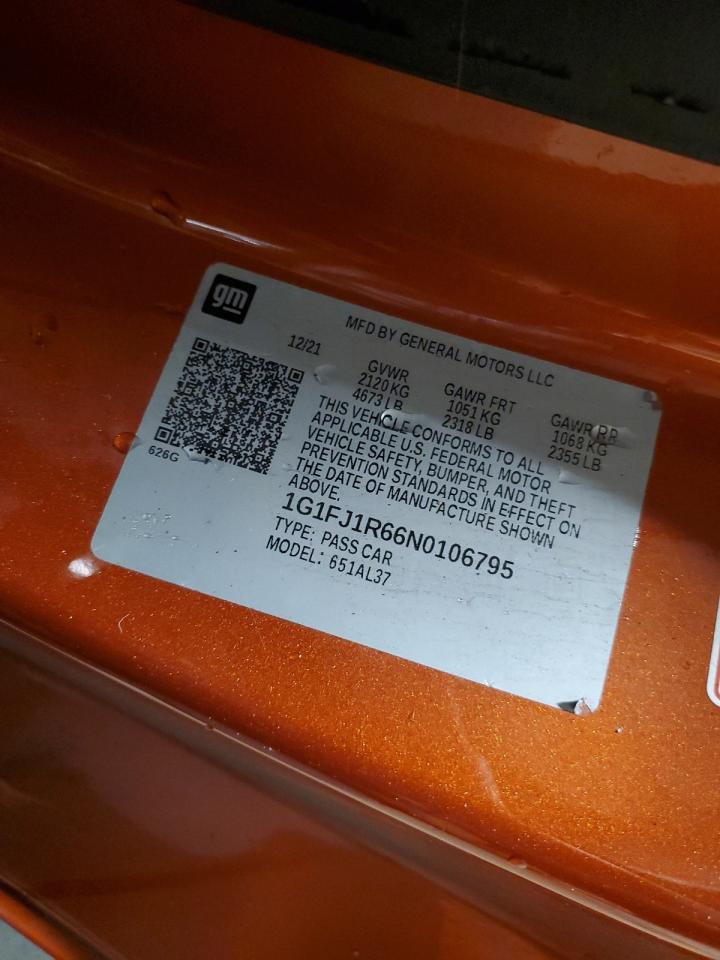 gm
MFD BY GENERAL MOTORS LLC
12/21
GVWR
2120 KG
4673 LB
GAWR FRT
1051 KG
2318 LB
GAWR RR
1068 KG
2355 LB
THIS VEHICLE CONFORMS TO ALL
APPLICABLE U.S. FEDERAL MOTOR
VEHICLE SAFETY, BUMPER, AND THEFT
PREVENTION STANDARDS IN EFFECT ON
THE DATE OF MANUFACTURE SHOWN
ABOVE.
626G
1G1FJ1R66N0106795
TYPE: PASS CAR
MODEL: 651AL37